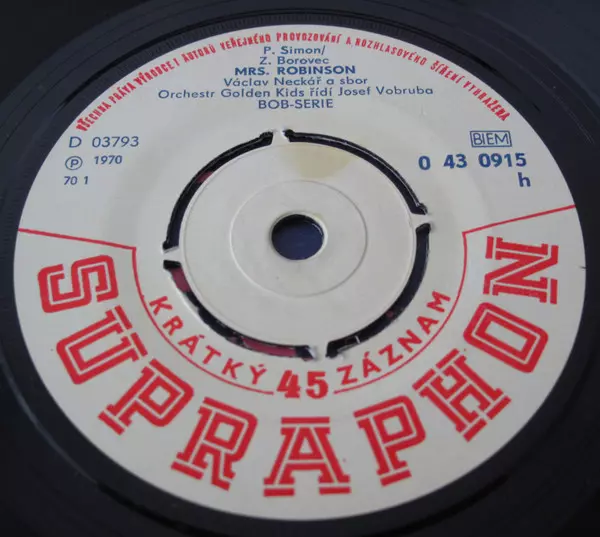 VŠECHNA PRÁVA VÝROBCE I AUTORŮ VEŘEJNÉHO PROVOZOVÁNÍ A ROZHLASOVÉHO ŠÍŘENÍ VYHRAŽENA
P. Simon/
Z. Borovec
MRS. ROBINSON
Václav Neckář a sbor
Orchestr Golden Kids řídí Josef Vobruba
BOB-SERIE
D 03793
Ⓟ 1970
70 1
BIEM
0 43 0915
h
KRÁTKÝ 45 ZÁZNAM
SUPRAPHON